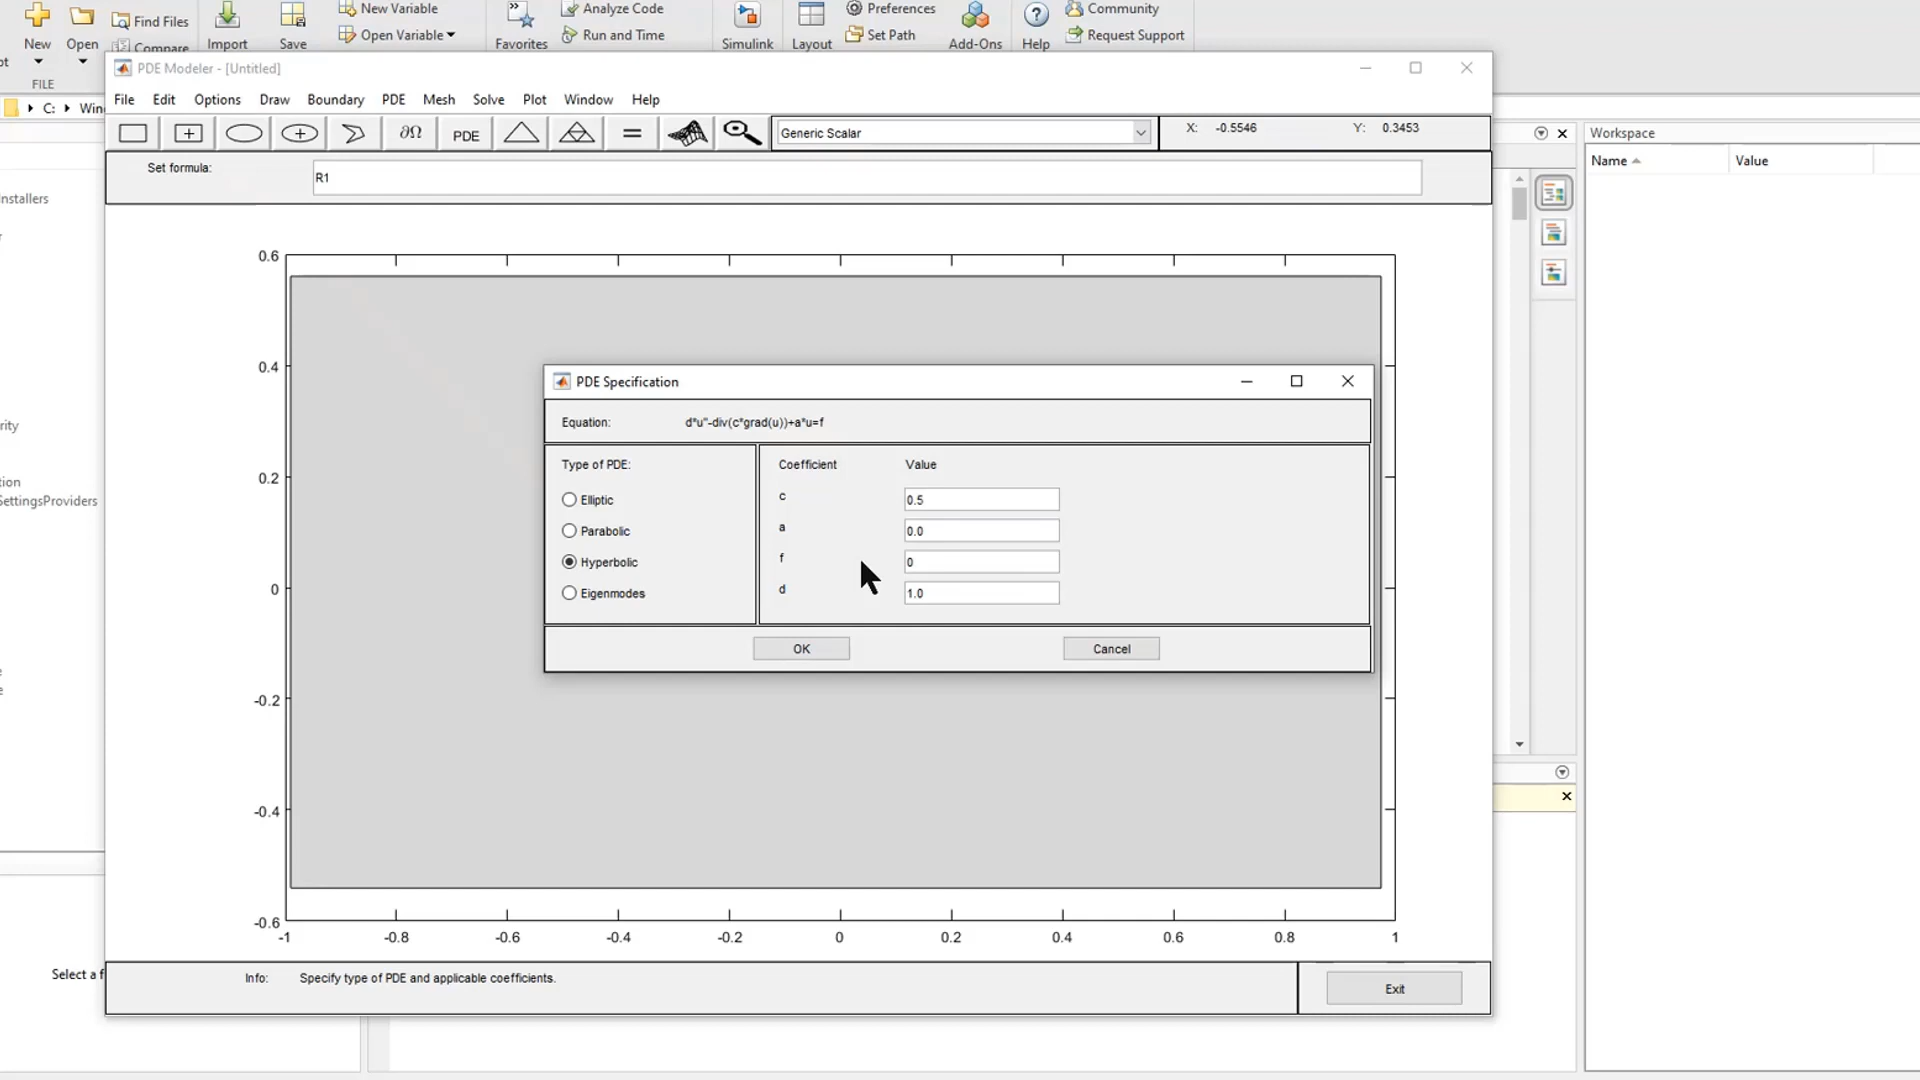 New Variable
Analyze Code
Preferences
Community
Find Files
New
Open
Compare
Import
Save
Open Variable
Favorites
Run and Time
Simulink
Layout
Set Path
Add-Ons
Help
Request Support
FILE
PDE Modeler - [Untitled]
C:
File Edit Options Draw Boundary PDE Mesh Solve Plot Window Help
∂Ω
PDE
Generic Scalar
X: -0.5546 Y: 0.3453
Workspace
Name
Value
Set formula:
R1
nstallers
0.6
0.4
0.2
0
-0.2
-0.4
-0.6
PDE Specification
Equation: d*u''-div(c*grad(u))+a*u=f
Type of PDE:
Coefficient Value
Elliptic
c 0.5
Parabolic
a 0.0
Hyperbolic
f 0
Eigenmodes
d 1.0
OK
Cancel
rity
tion
SettingsProviders
-1 -0.8 -0.6 -0.4 -0.2 0 0.2 0.4 0.6 0.8 1
Select a f
Info: Specify type of PDE and applicable coefficients.
Exit